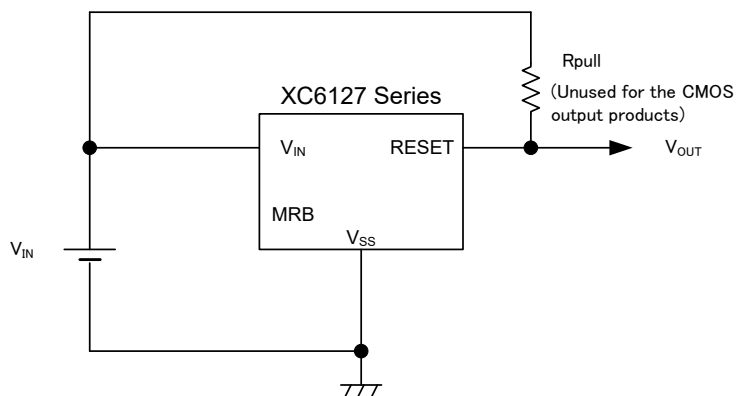 Rpull
(Unused for the CMOS
output products)
XC6127 Series
VIN
RESET
VOUT
MRB
VSS
VIN